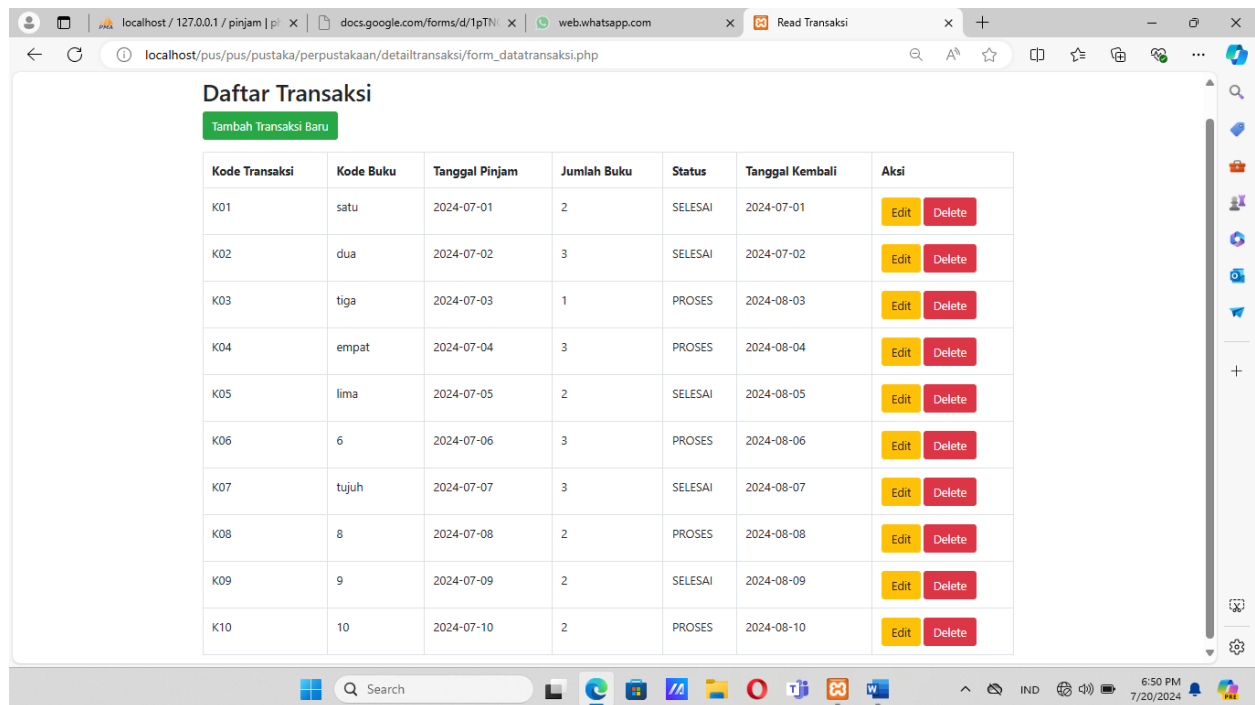 localhost / 127.0.0.1 / pinjam | ph
docs.google.com/forms/d/1pTN
web.whatsapp.com
Read Transaksi
localhost/pus/pus/pustaka/perpustakaan/detailtransaksi/form_datatransaksi.php
Daftar Transaksi
Tambah Transaksi Baru
Kode Transaksi Kode Buku Tanggal Pinjam Jumlah Buku Status Tanggal Kembali Aksi
K01 satu 2024-07-01 2 SELESAI 2024-07-01 Edit Delete
K02 dua 2024-07-02 3 SELESAI 2024-07-02 Edit Delete
K03 tiga 2024-07-03 1 PROSES 2024-08-03 Edit Delete
K04 empat 2024-07-04 3 PROSES 2024-08-04 Edit Delete
K05 lima 2024-07-05 2 SELESAI 2024-08-05 Edit Delete
K06 6 2024-07-06 3 PROSES 2024-08-06 Edit Delete
K07 tujuh 2024-07-07 3 SELESAI 2024-08-07 Edit Delete
K08 8 2024-07-08 2 PROSES 2024-08-08 Edit Delete
K09 9 2024-07-09 2 SELESAI 2024-08-09 Edit Delete
K10 10 2024-07-10 2 PROSES 2024-08-10 Edit Delete
Search
IND
6:50 PM
7/20/2024
PRE